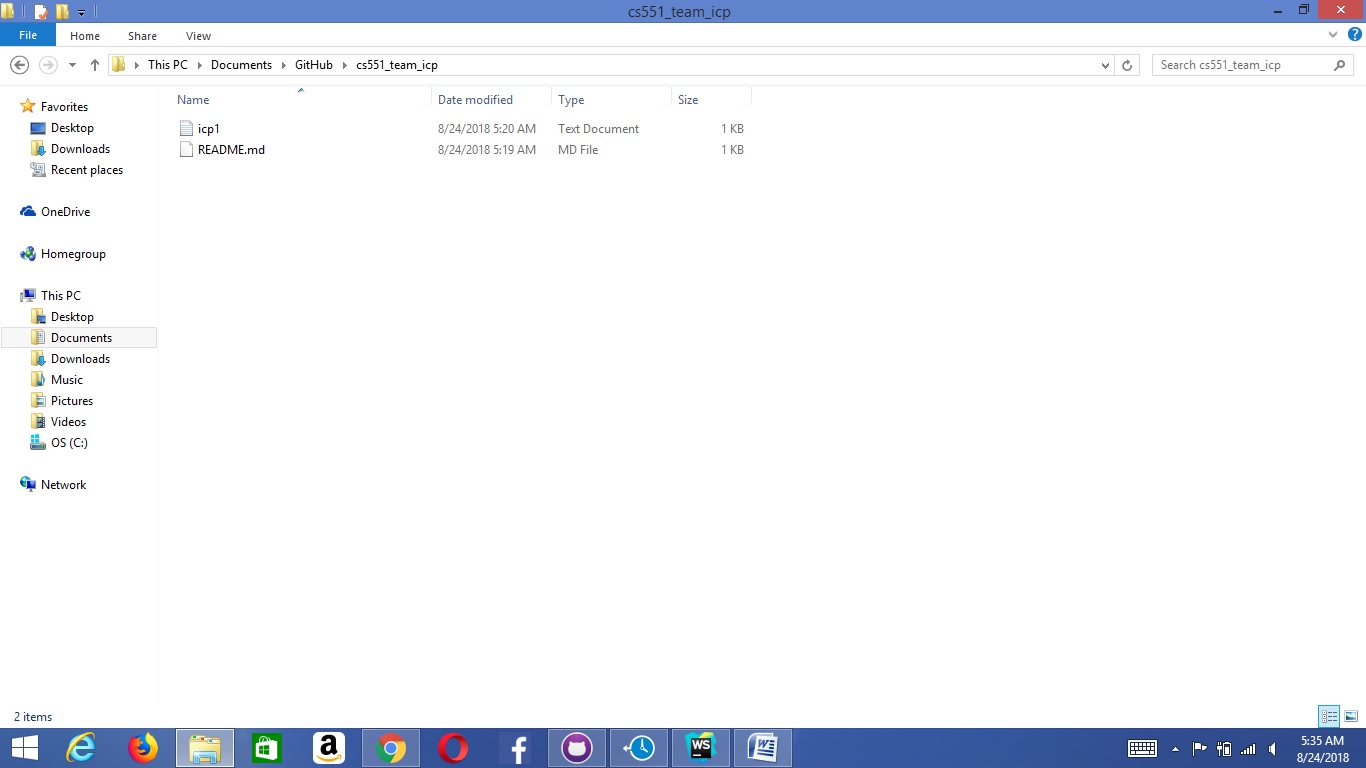 cs551_team_icp
File Home Share View
This PC Documents GitHub cs551_team_icp
Search cs551_team_icp
Name Date modified Type Size
icp1 8/24/2018 5:20 AM Text Document 1 KB
README.md 8/24/2018 5:19 AM MD File 1 KB
Favorites
Desktop
Downloads
Recent places
OneDrive
Homegroup
This PC
Desktop
Documents
Downloads
Music
Pictures
Videos
OS (C:)
Network
2 items
WS
5:35 AM
8/24/2018